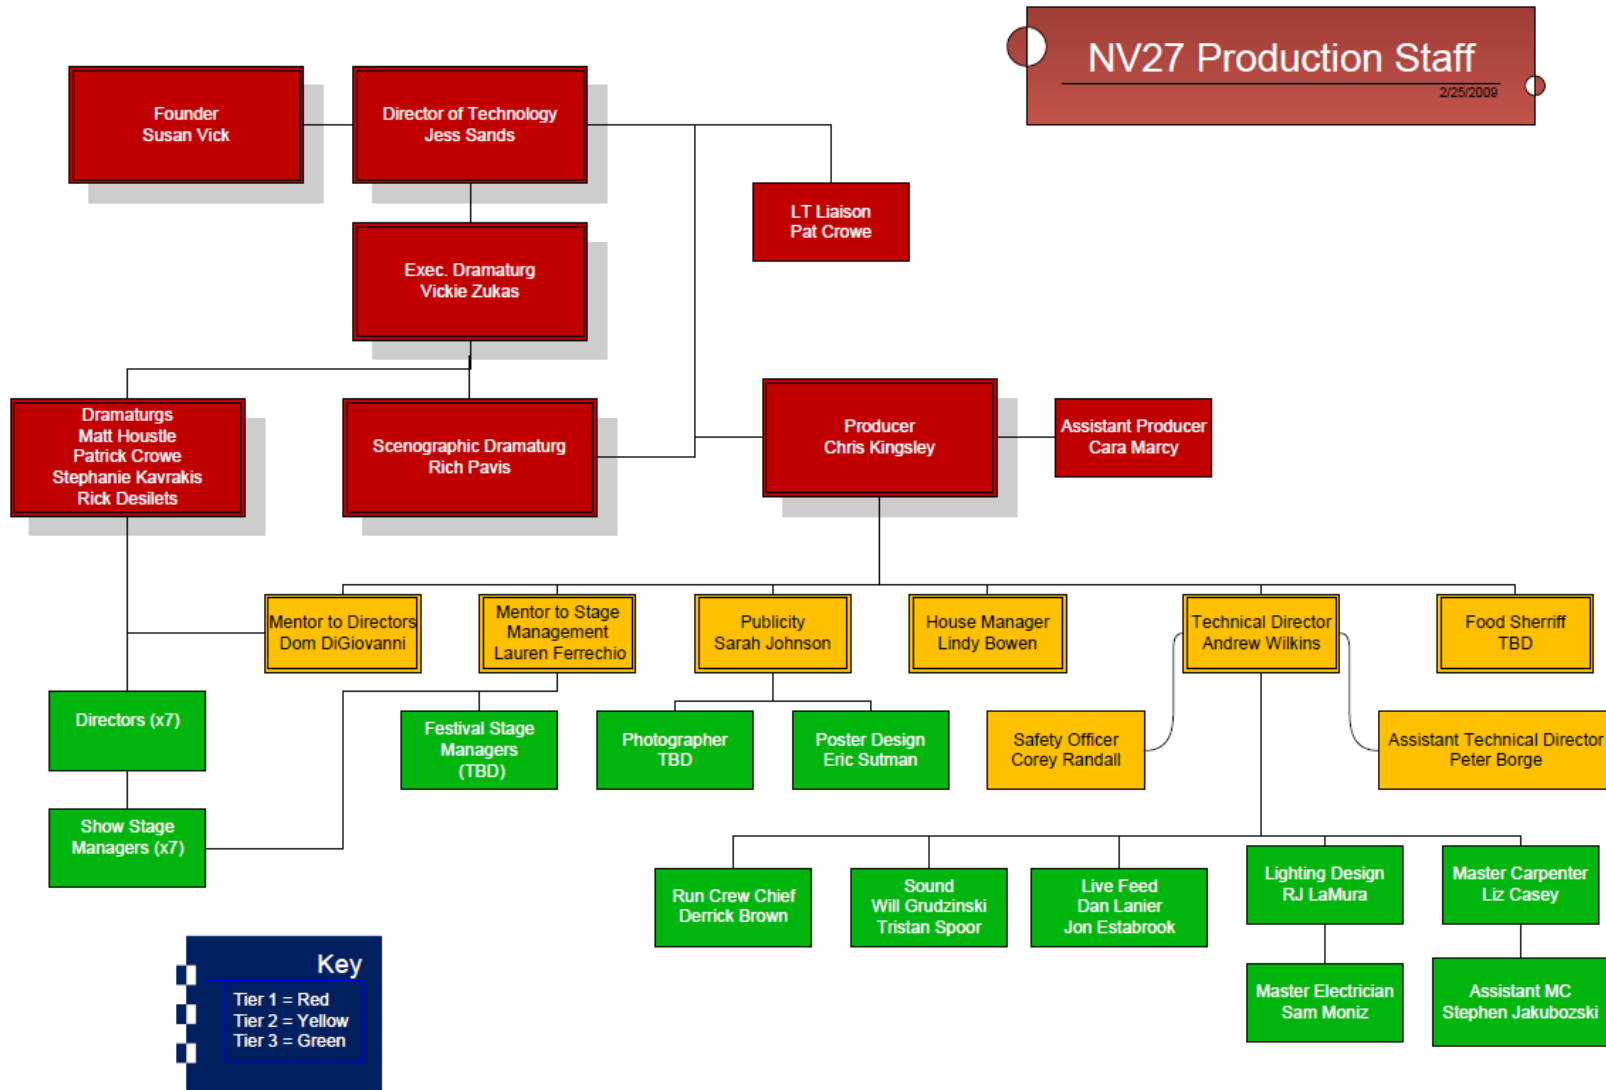 NV27 Production Staff
2/25/2009
Founder
Susan Vick
Director of Technology
Jess Sands
LT Liaison
Pat Crowe
Exec. Dramaturg
Vickie Zukas
Dramaturgs
Matt Houstle
Patrick Crowe
Stephanie Kavrakis
Rick Desilets
Scenographic Dramaturg
Rich Pavis
Producer
Chris Kingsley
Assistant Producer
Cara Marcy
Mentor to Directors
Dom DiGiovanni
Mentor to Stage
Management
Lauren Ferrechio
Publicity
Sarah Johnson
House Manager
Lindy Bowen
Technical Director
Andrew Wilkins
Food Sherriff
TBD
Directors (x7)
Festival Stage
Managers
(TBD)
Photographer
TBD
Poster Design
Eric Sutman
Safety Officer
Corey Randall
Assistant Technical Director
Peter Borge
Show Stage
Managers (x7)
Run Crew Chief
Derrick Brown
Sound
Will Grudzinski
Tristan Spoor
Live Feed
Dan Lanier
Jon Estabrook
Lighting Design
RJ LaMura
Master Carpenter
Liz Casey
Master Electrician
Sam Moniz
Assistant MC
Stephen Jakubozski
Key
Tier 1 = Red
Tier 2 = Yellow
Tier 3 = Green